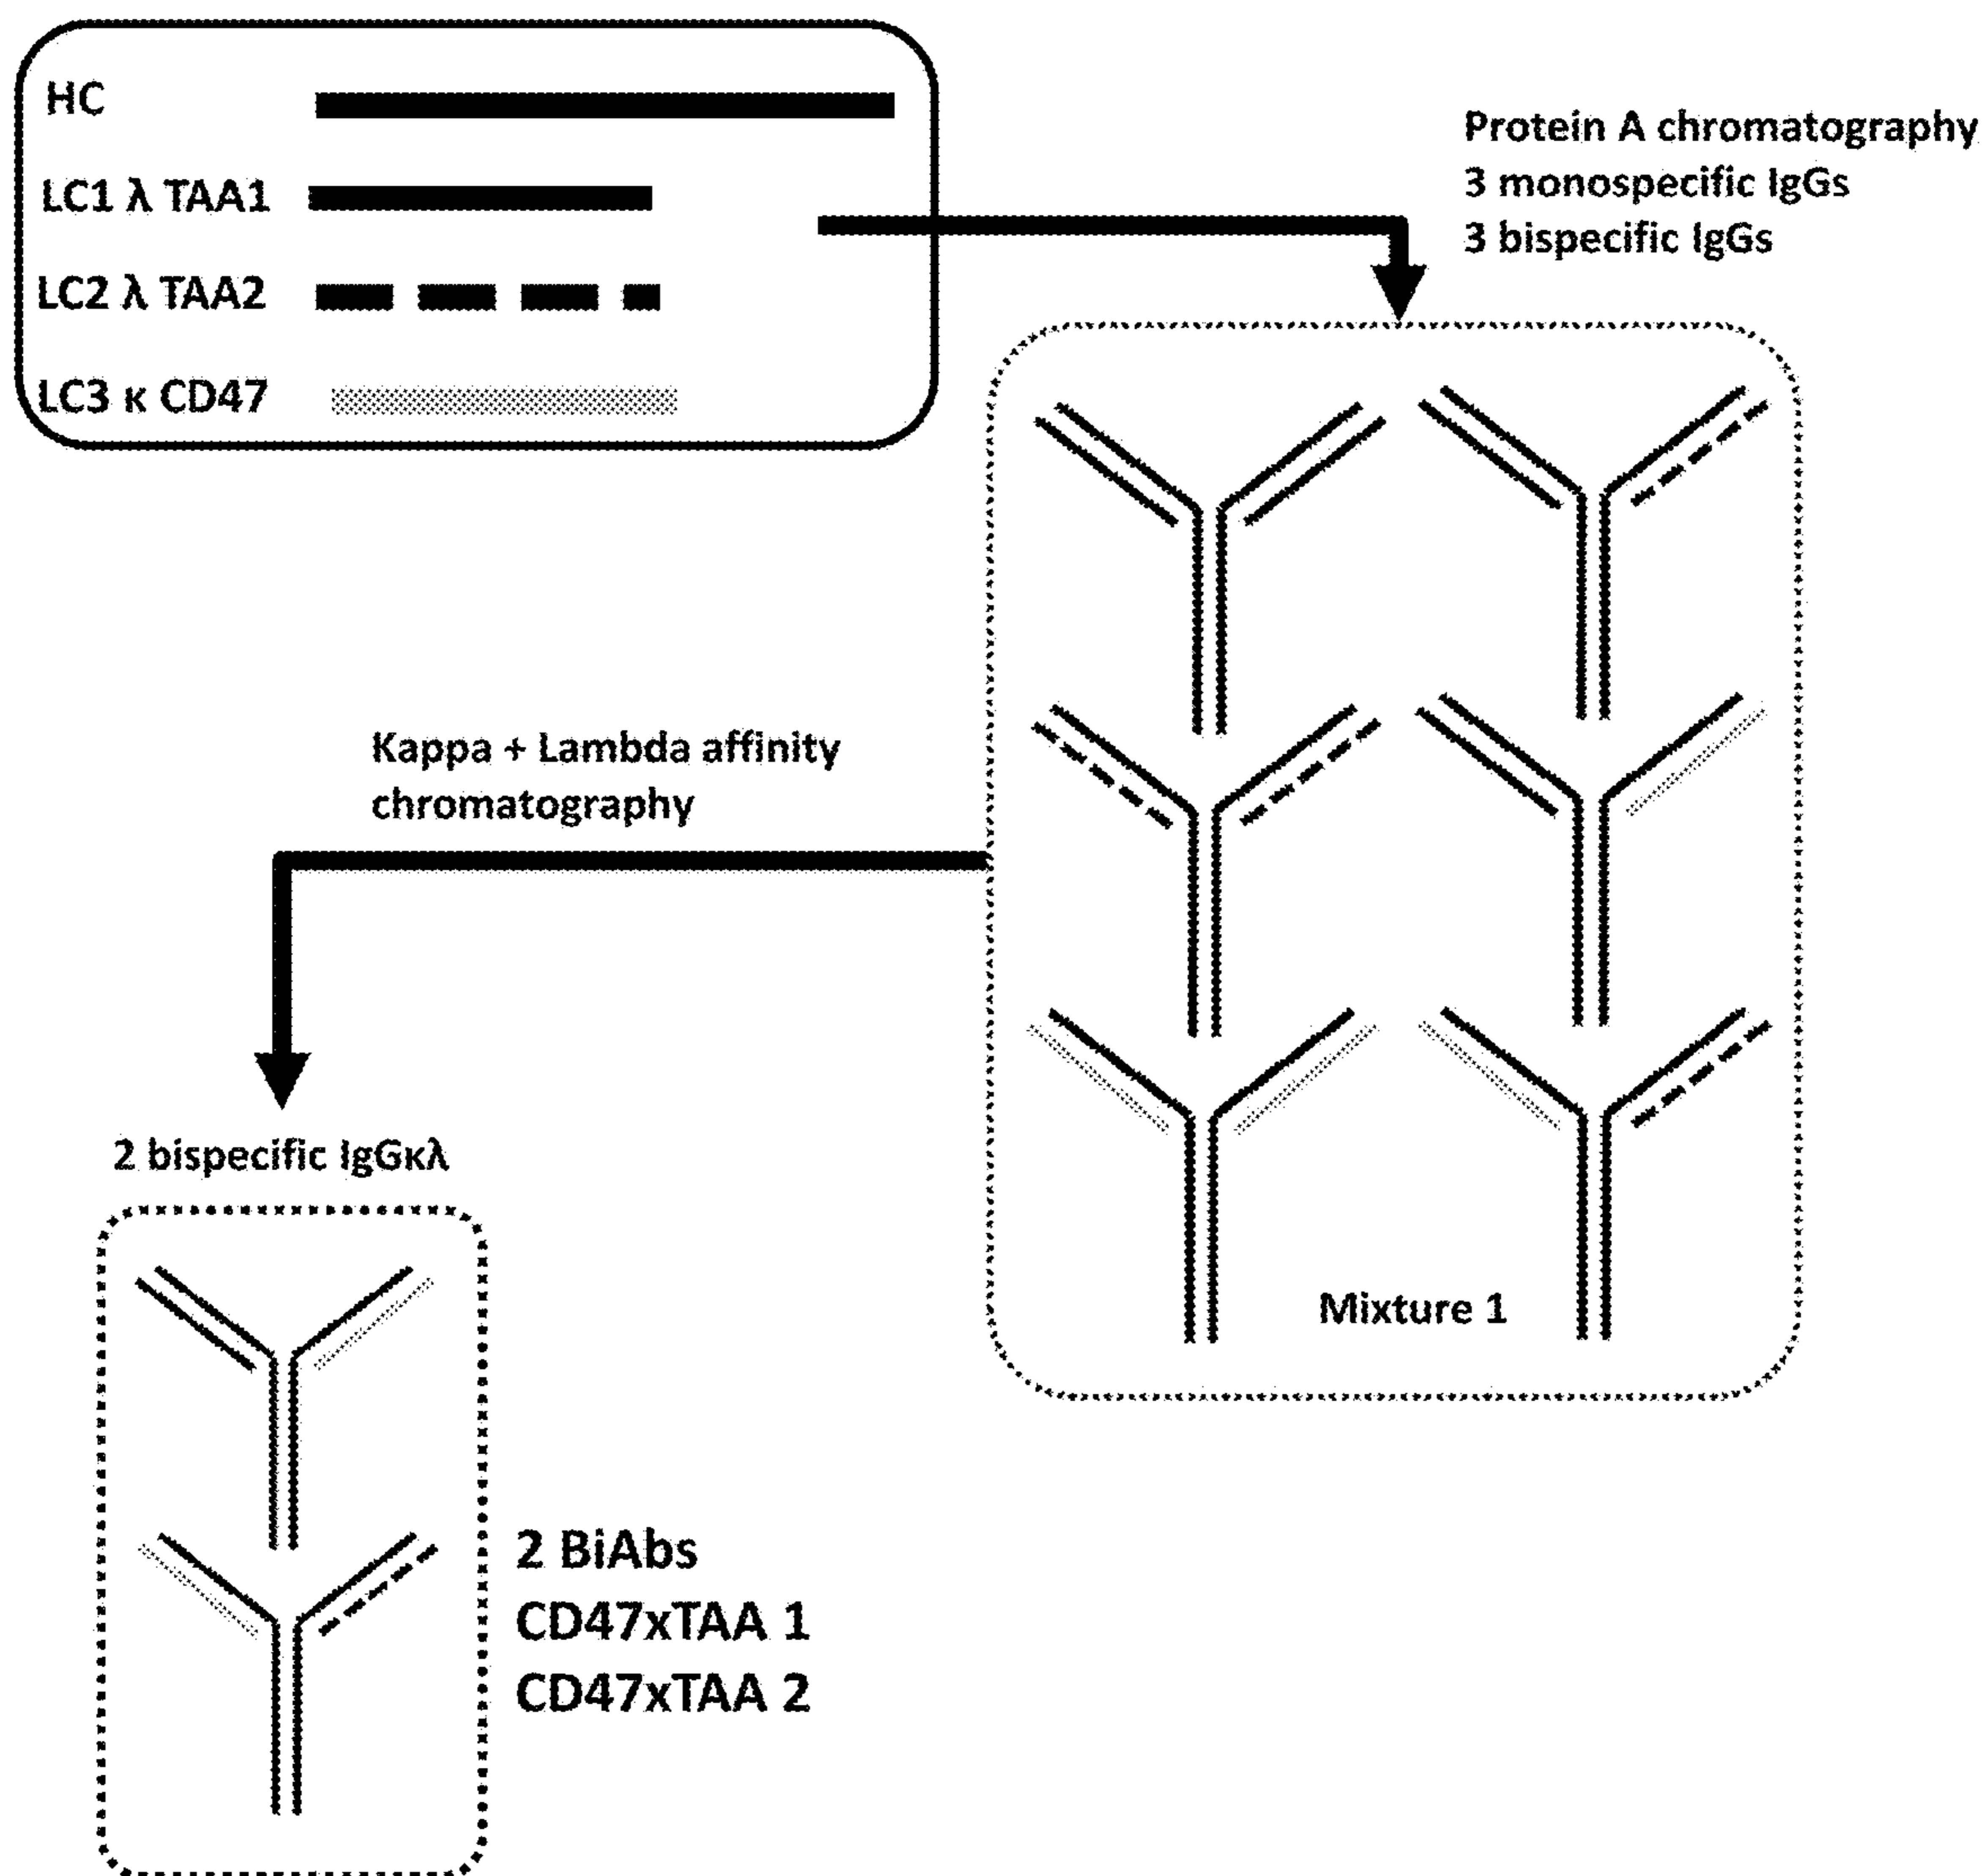 HC
LC1 λ TAA1
LC2 λ TAA2
LC3 κ CD47
Protein A chromatography
3 monospecific IgGs
3 bispecific IgGs
Kappa + Lambda affinity
chromatography
Mixture 1
2 bispecific IgGκλ
2 BiAbs
CD47xTAA 1
CD47xTAA 2